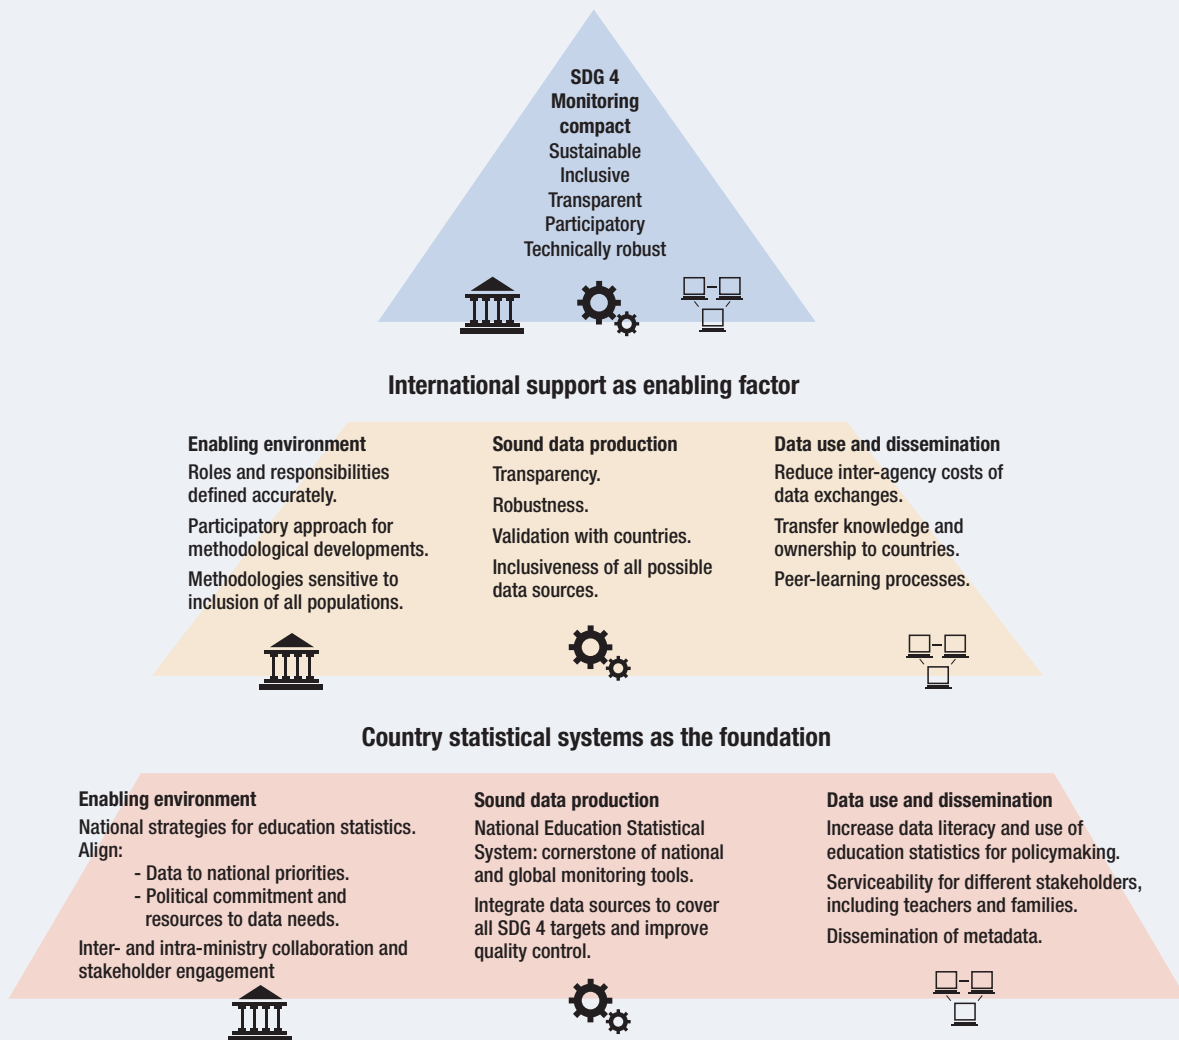 SDG 4
Monitoring
compact
Sustainable
Inclusive
Transparent
Participatory
Technically robust
International support as enabling factor
Enabling environment
Roles and responsibilities
defined accurately.
Participatory approach for
methodological developments.
Methodologies sensitive to
inclusion of all populations.
Sound data production
Transparency.
Robustness.
Validation with countries.
Inclusiveness of all possible
data sources.
Data use and dissemination
Reduce inter-agency costs of
data exchanges.
Transfer knowledge and
ownership to countries.
Peer-learning processes.
Country statistical systems as the foundation
Enabling environment
National strategies for education statistics.
Align:
- Data to national priorities.
- Political commitment and
resources to data needs.
Inter- and intra-ministry collaboration and
stakeholder engagement
Sound data production
National Education Statistical
System: cornerstone of national
and global monitoring tools.
Integrate data sources to cover
all SDG 4 targets and improve
quality control.
Data use and dissemination
Increase data literacy and use of
education statistics for policymaking.
Serviceability for different stakeholders,
including teachers and families.
Dissemination of metadata.